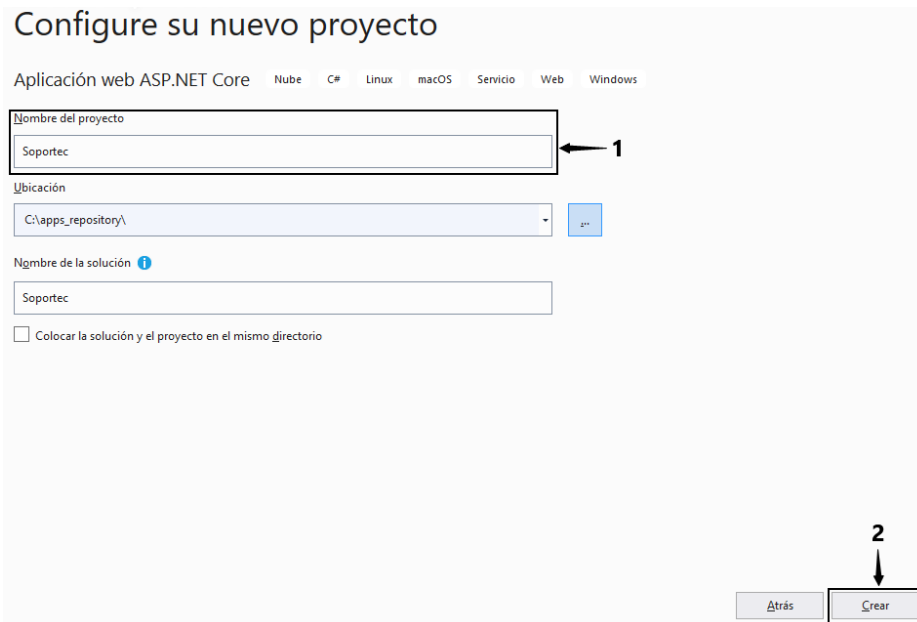 Configure su nuevo proyecto
Aplicación web ASP.NET Core Nube C# Linux macOS Servicio Web Windows
Nombre del proyecto
Soportec
1
Ubicación
C:\apps_repository\
...
Nombre de la solución
Soportec
Colocar la solución y el proyecto en el mismo directorio
2
Atrás Crear